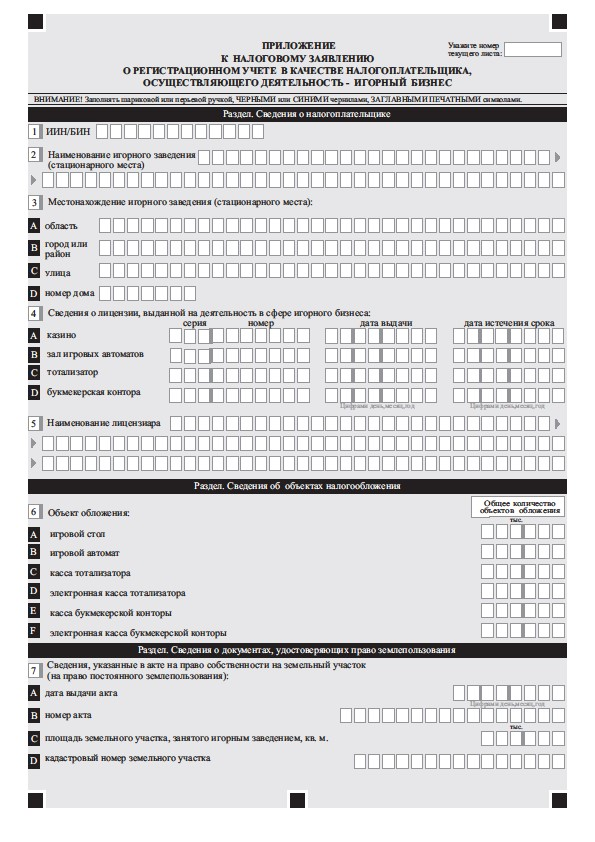 ПРИЛОЖЕНИЕ
К НАЛОГОВОМУ ЗАЯВЛЕНИЮ
О РЕГИСТРАЦИОННОМ УЧЕТЕ В КАЧЕСТВЕ НАЛОГОПЛАТЕЛЬЩИКА,
ОСУЩЕСТВЛЯЮЩЕГО ДЕЯТЕЛЬНОСТЬ - ИГОРНЫЙ БИЗНЕС
Укажите номер
текущего листа:
ВНИМАНИЕ! Заполнять шариковой или перьевой ручкой, ЧЕРНЫМИ или СИНИМИ чернилами, ЗАГЛАВНЫМИ ПЕЧАТНЫМИ символами.
Раздел. Сведения о налогоплательщике
1 ИИН/БИН
2 Наименование игорного заведения
(стационарного места)
3 Местонахождение игорного заведения (стационарного места):
A область
B город или
район
C улица
D номер дома
4 Сведения о лицензии, выданной на деятельность в сфере игорного бизнеса:
серия номер дата выдачи дата истечения срока
A казино
B зал игровых автоматов
C тотализатор
D букмекерская контора
Цифрами день, месяц, год Цифрами день, месяц, год
5 Наименование лицензиара
Раздел. Сведения об объектах налогообложения
6 Объект обложения:
Общее количество
объектов обложения
тыс.
A игровой стол
B игровой автомат
C касса тотализатора
D электронная касса тотализатора
E касса букмекерской конторы
F электронная касса букмекерской конторы
Раздел. Сведения о документах, удостоверяющих право землепользования
7 Сведения, указанные в акте на право собственности на земельный участок
(на право постоянного землепользования):
A дата выдачи акта
Цифрами день, месяц, год
B номер акта
тыс.
C площадь земельного участка, занятого игорным заведением, кв. м.
D кадастровый номер земельного участка